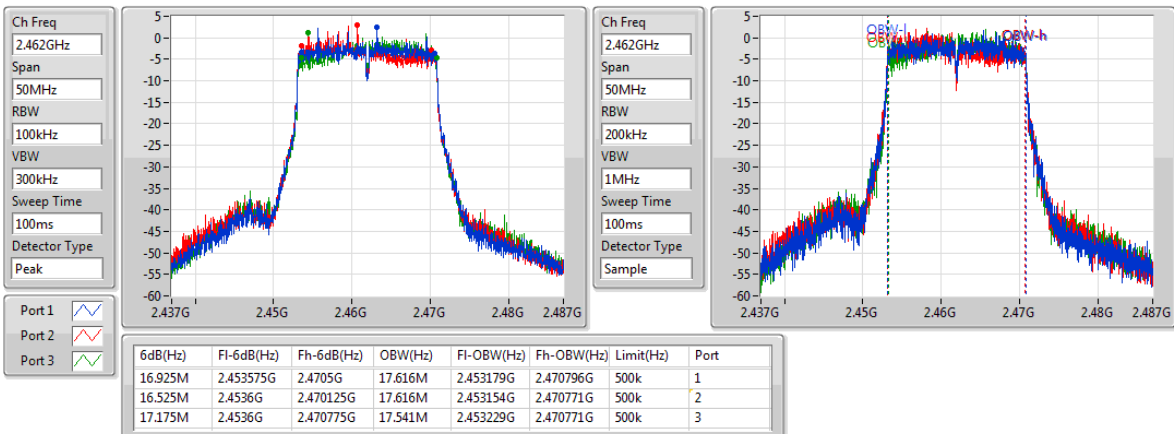 Ch Freq
2.462GHz
Span
50MHz
RBW
100kHz
VBW
300kHz
Sweep Time
100ms
Detector Type
Peak
5
0
-5
-10
-15
-20
-25
-30
-35
-40
-45
-50
-55
-60
2.437G
2.45G
2.46G
2.47G
2.48G
2.487G
Ch Freq
2.462GHz
Span
50MHz
RBW
200kHz
VBW
1MHz
Sweep Time
100ms
Detector Type
Sample
5
0
-5
-10
-15
-20
-25
-30
-35
-40
-45
-50
-55
-60
OBW-l
OBW-h
2.437G
2.45G
2.46G
2.47G
2.48G
2.487G
Port 1
Port 2
Port 3
6dB(Hz) Fl-6dB(Hz) Fh-6dB(Hz) OBW(Hz) Fl-OBW(Hz) Fh-OBW(Hz) Limit(Hz) Port
16.925M 2.453575G 2.4705G 17.616M 2.453179G 2.470796G 500k 1
16.525M 2.4536G 2.470125G 17.616M 2.453154G 2.470771G 500k 2
17.175M 2.4536G 2.470775G 17.541M 2.453229G 2.470771G 500k 3